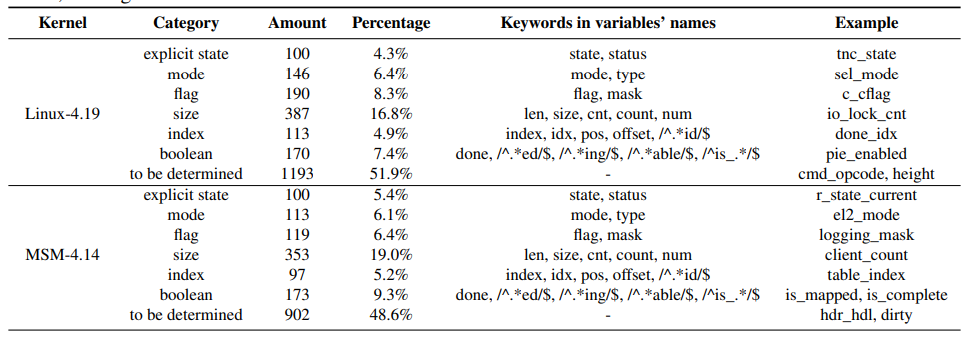 Kernel Category Amount Percentage Keywords in variables' names Example
explicit state 100 4.3% state, status tnc_state
mode 146 6.4% mode, type sel_mode
flag 190 8.3% flag, mask c_cflag
Linux-4.19 size 387 16.8% len, size, cnt, count, num io_lock_cnt
index 113 4.9% index, idx, pos, offset, /^.*id/$ done_idx
boolean 170 7.4% done, /^.*ed/$, /^.*ing/$, /^.*able/$, /^is_.*/$ pie_enabled
to be determined 1193 51.9% - cmd_opcode, height
explicit state 100 5.4% state, status r_state_current
mode 113 6.1% mode, type el2_mode
flag 119 6.4% flag, mask logging_mask
MSM-4.14 size 353 19.0% len, size, cnt, count, num client_count
index 97 5.2% index, idx, pos, offset, /^.*id/$ table_index
boolean 173 9.3% done, /^.*ed/$, /^.*ing/$, /^.*able/$, /^is_.*/$ is_mapped, is_complete
to be determined 902 48.6% - hdr_hdl, dirty